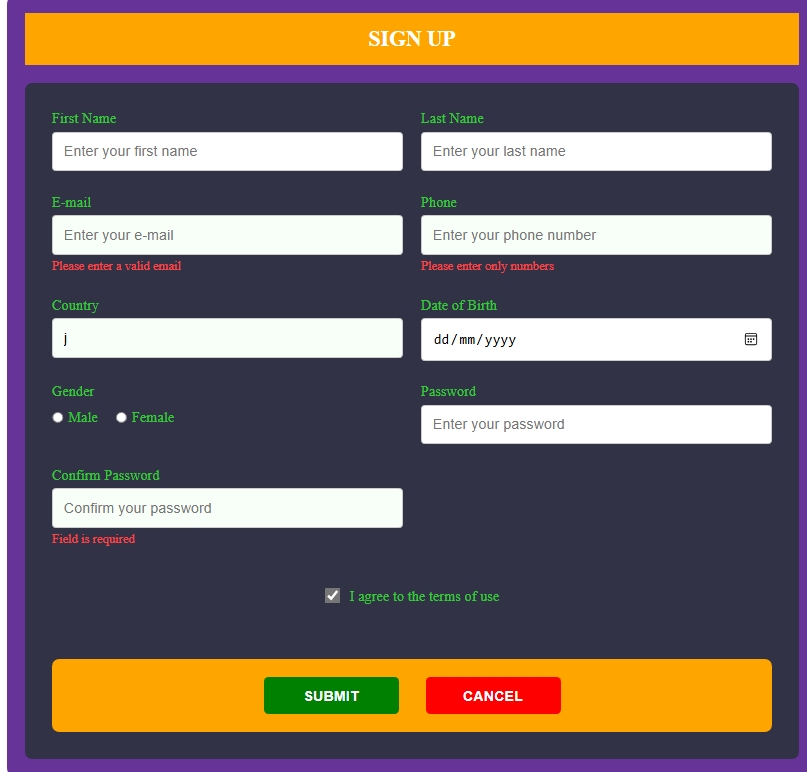 SIGN UP
First Name
Last Name
Enter your first name
Enter your last name
E-mail
Phone
Enter your e-mail
Enter your phone number
Please enter a valid email
Please enter only numbers
Country
Date of Birth
j
dd/mm/yyyy
Gender
Password
Male
Female
Enter your password
Confirm Password
Confirm your password
Field is required
I agree to the terms of use
SUBMIT
CANCEL